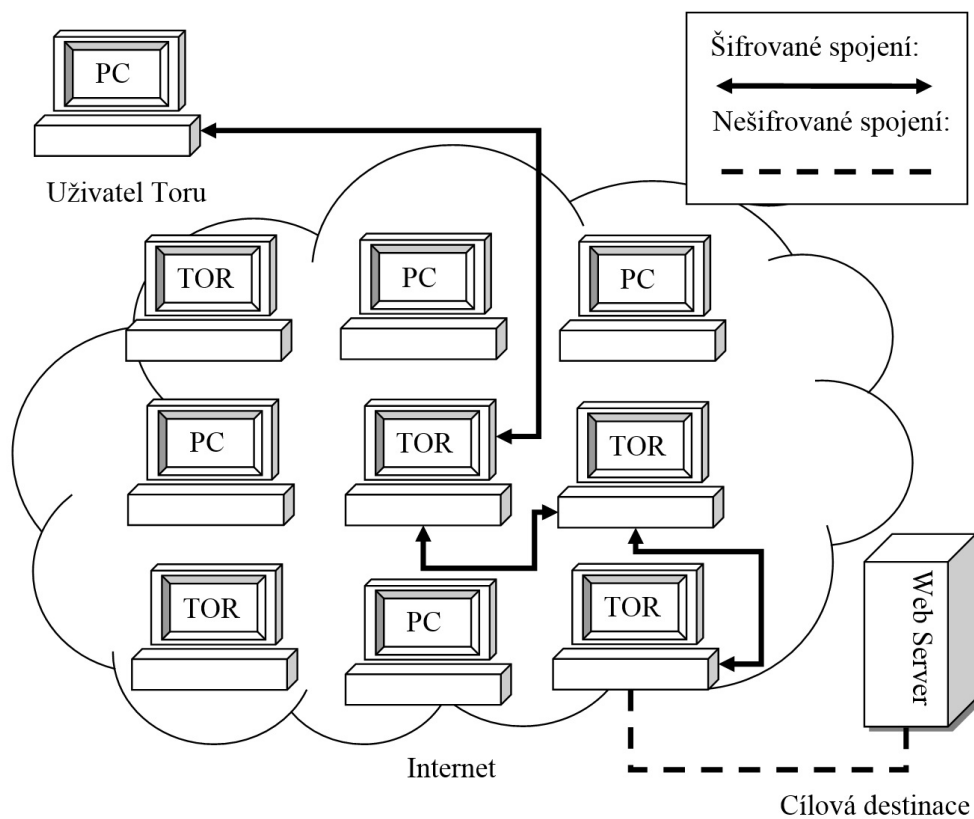 PC
Uživatel Toru
Šifrované spojení:
Nešifrované spojení:
TOR
PC
PC
PC
TOR
TOR
TOR
PC
TOR
Web Server
Internet
Cílová destinace